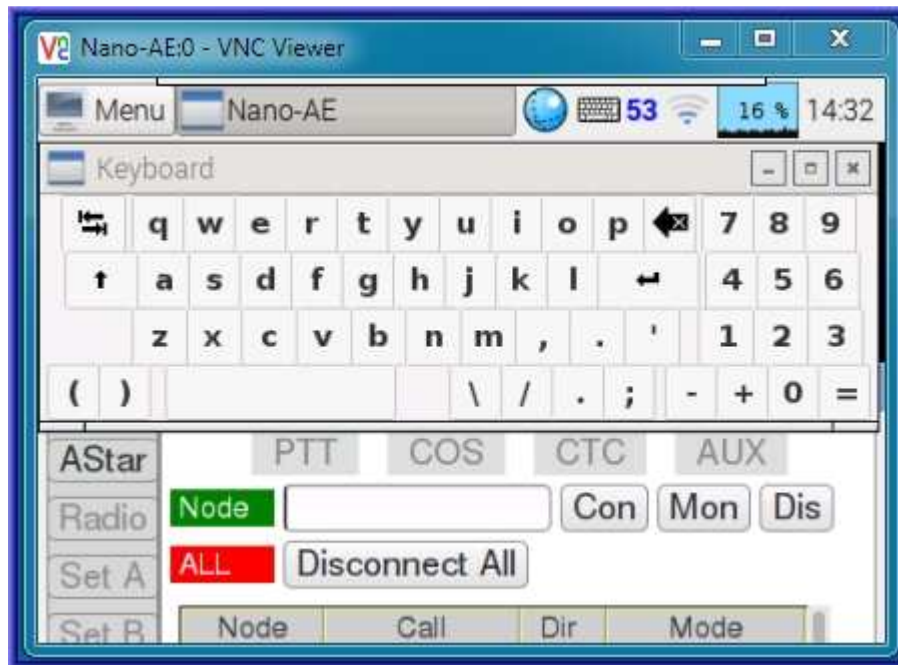 V2 Nano-AE:0 - VNC Viewer
Menu Nano-AE 53 16 % 14:32
Keyboard
q w e r t y u i o p 7 8 9
a s d f g h j k l 4 5 6
z x c v b n m , . ' 1 2 3
( ) \ / . ; - + 0 =
AStar PTT COS CTC AUX
Radio Node Con Mon Dis
Set A ALL Disconnect All
Set B Node Call Dir Mode